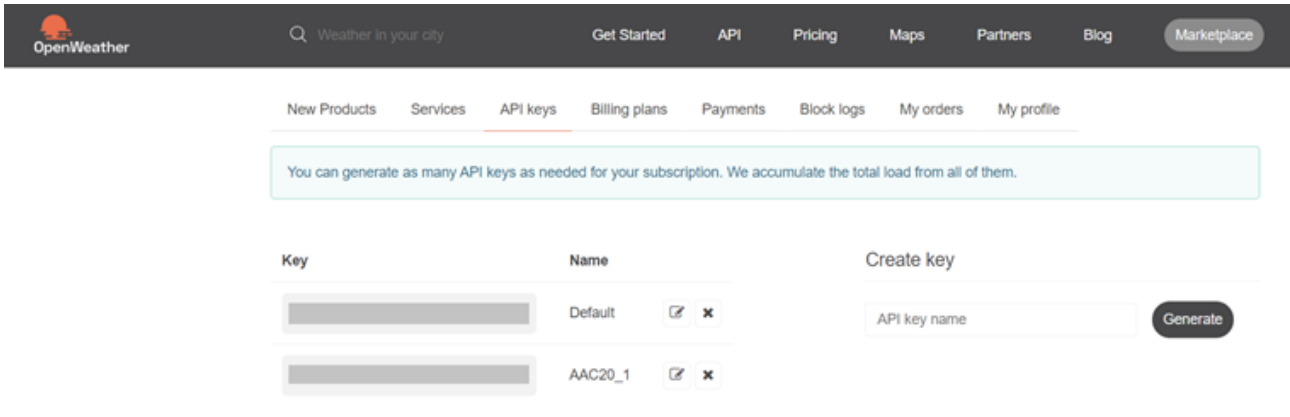 OpenWeather
Weather in your city
Get Started
API
Pricing
Maps
Partners
Blog
Marketplace
New Products
Services
API keys
Billing plans
Payments
Block logs
My orders
My profile
You can generate as many API keys as needed for your subscription. We accumulate the total load from all of them.
Key
Name
Create key
Default
API key name
Generate
AAC20_1